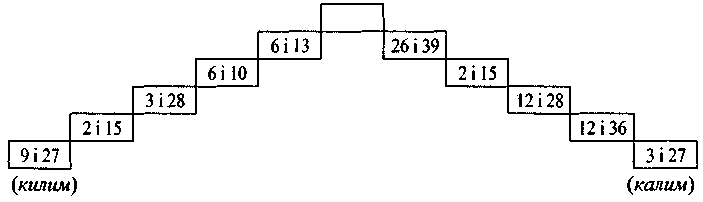 6 i 13 26 i 39
6 i 10 2 i 15
3 i 28 12 i 28
2 i 15 12 i 36
9 i 27 3 i 27
(килим) (калим)